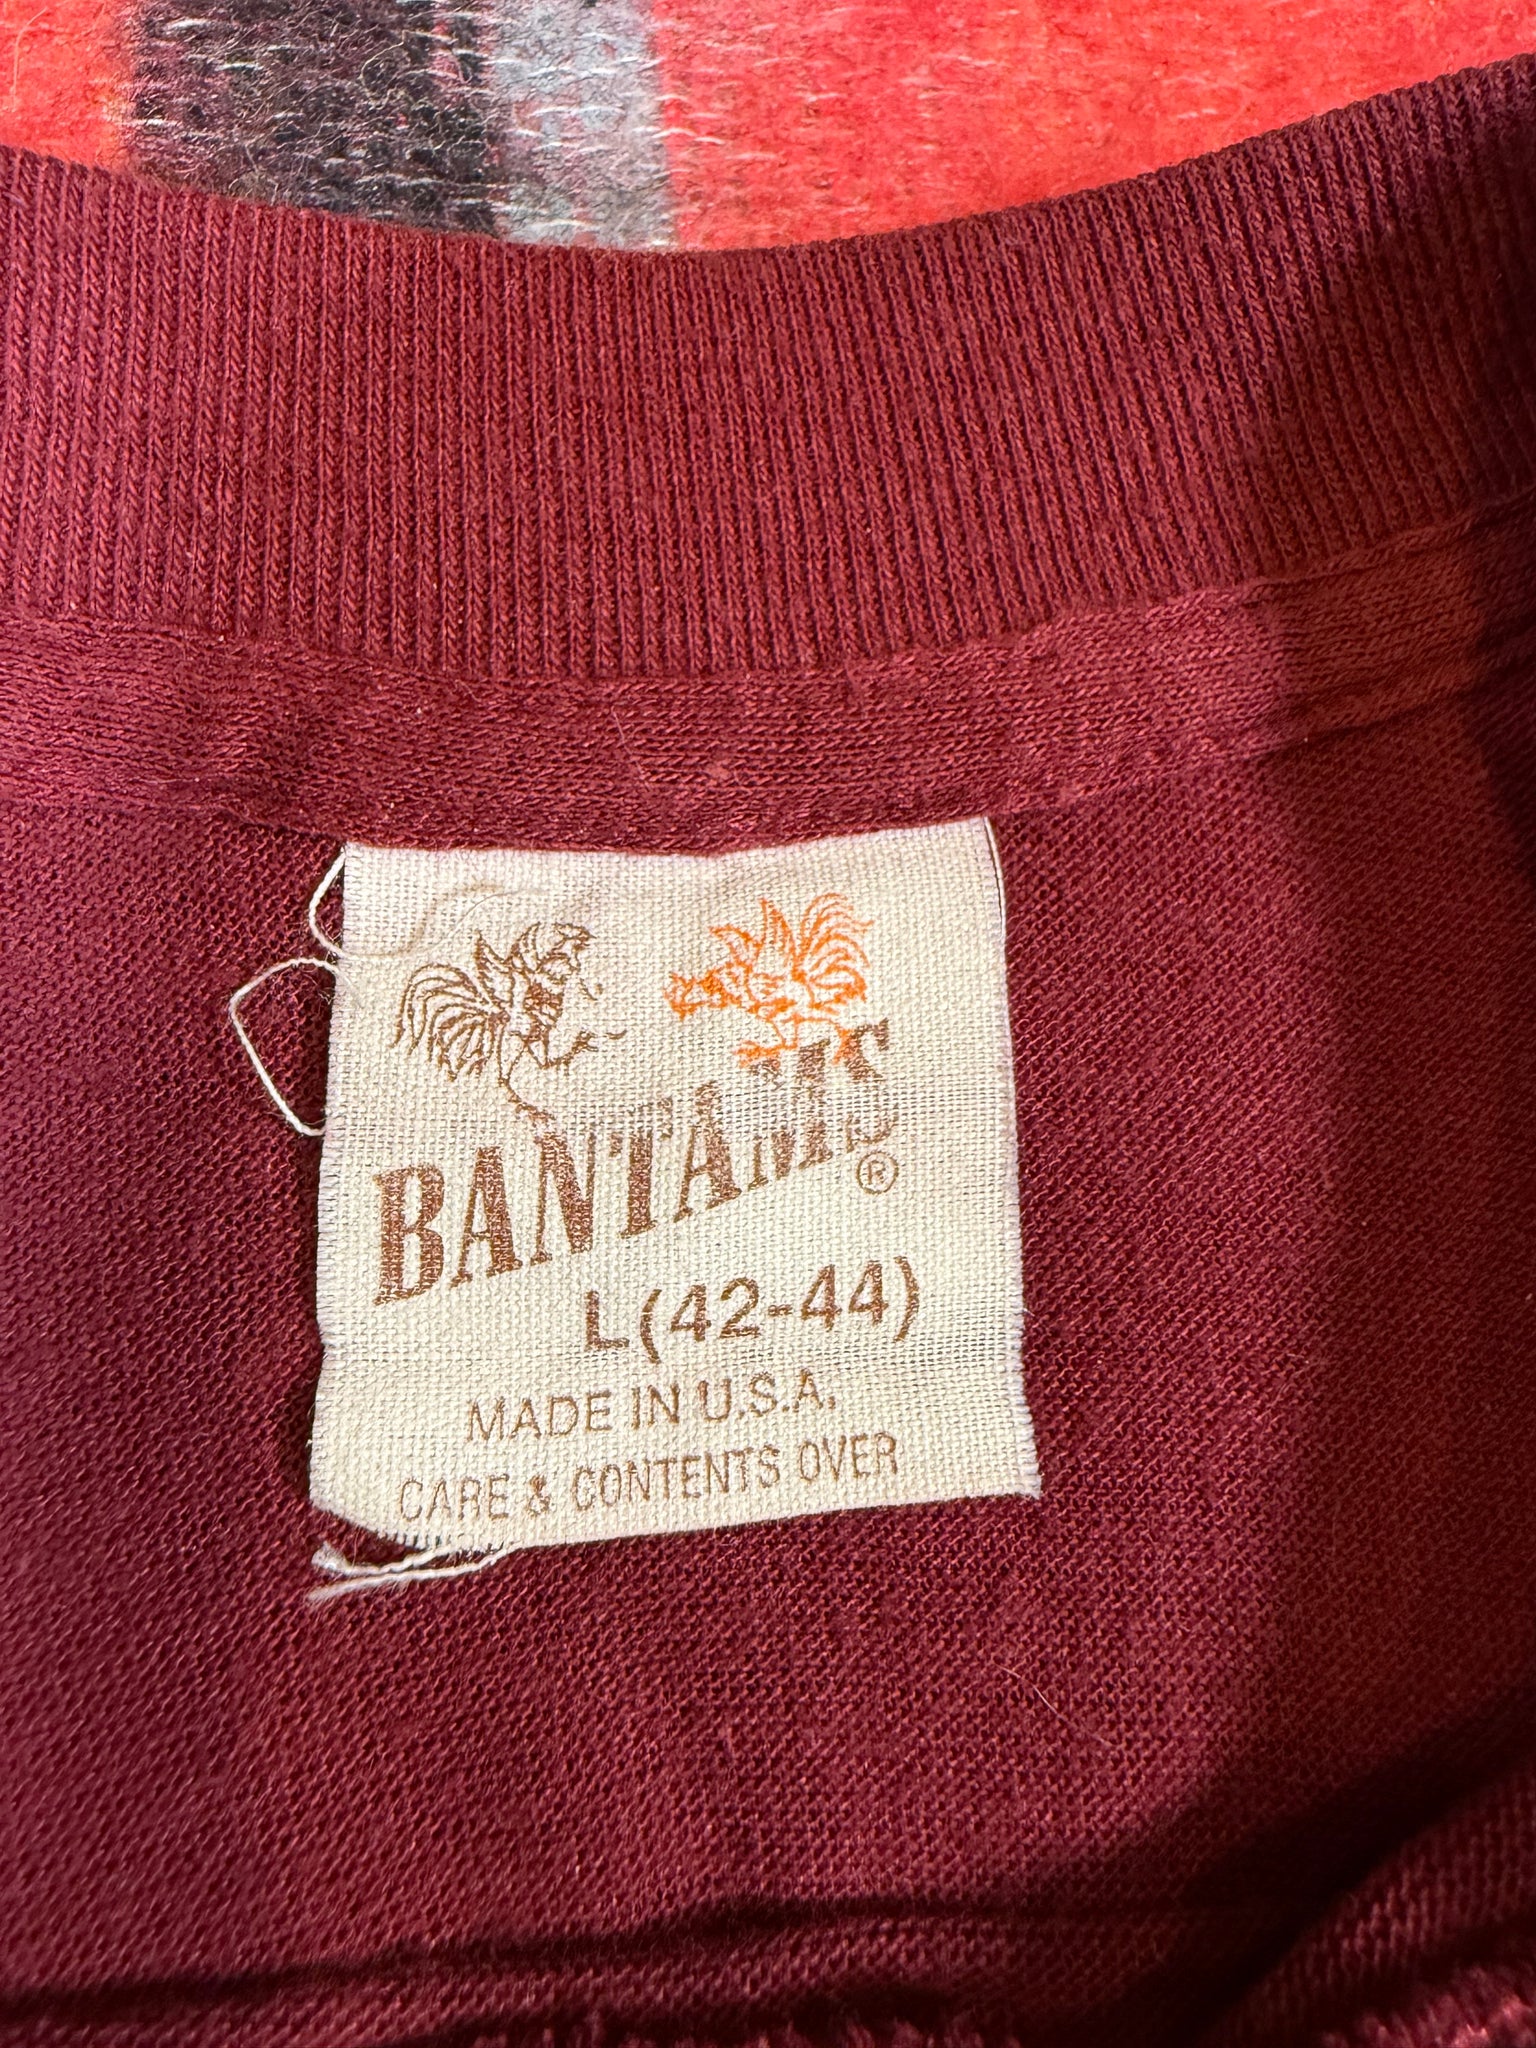 BANTAMS®
L(42-44)
MADE IN U.S.A.
CARE & CONTENTS OVER